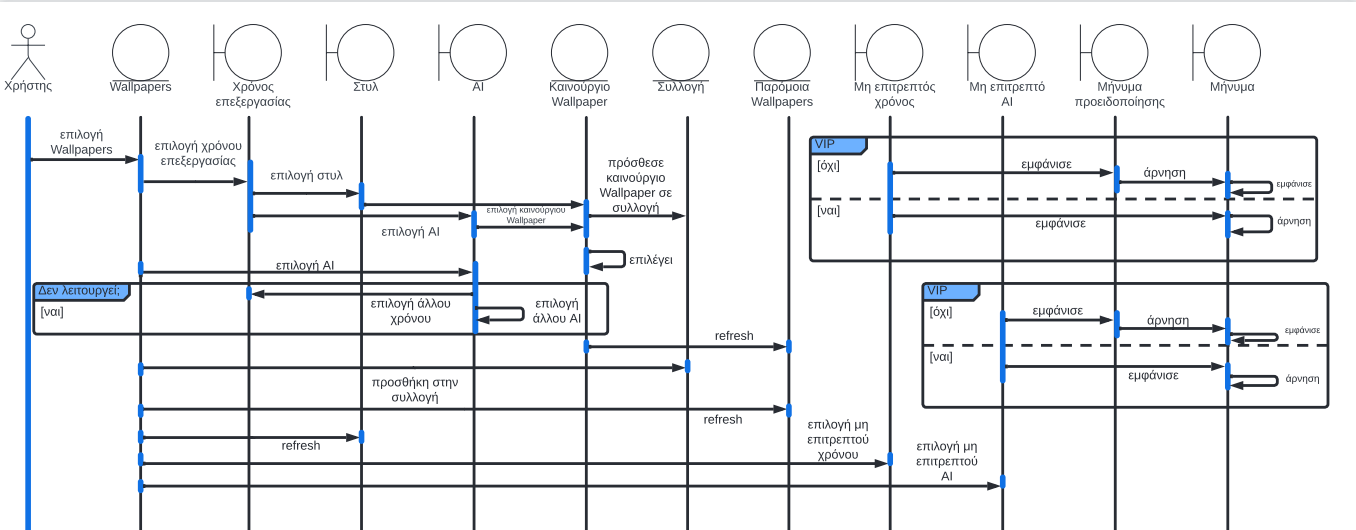 Χρήστης
Wallpapers
Χρόνος
επεξεργασίας
Στυλ
AI
Καινούργιο
Wallpaper
Συλλογή
Παρόμοια
Wallpapers
Μη επιτρεπτός
χρόνος
Μη επιτρεπτό
AI
Μήνυμα
προειδοποίησης
Μήνυμα
επιλογή
Wallpapers
επιλογή χρόνου
επεξεργασίας
επιλογή στυλ
επιλογή καινούργιου
Wallpaper
επιλογή AI
πρόσθεσε
καινούργιο
Wallpaper σε
συλλογή
επιλέγει
VIP
[όχι]
εμφάνισε
άρνηση
εμφάνισε
[ναι]
εμφάνισε
άρνηση
επιλογή AI
Δεν λειτουργεί;
[ναι]
επιλογή άλλου
χρόνου
επιλογή
άλλου AI
VIP
[όχι]
εμφάνισε
άρνηση
εμφάνισε
[ναι]
εμφάνισε
άρνηση
refresh
προσθήκη στην
συλλογή
refresh
refresh
επιλογή μη
επιτρεπτού
χρόνου
επιλογή μη
επιτρεπτού
AI